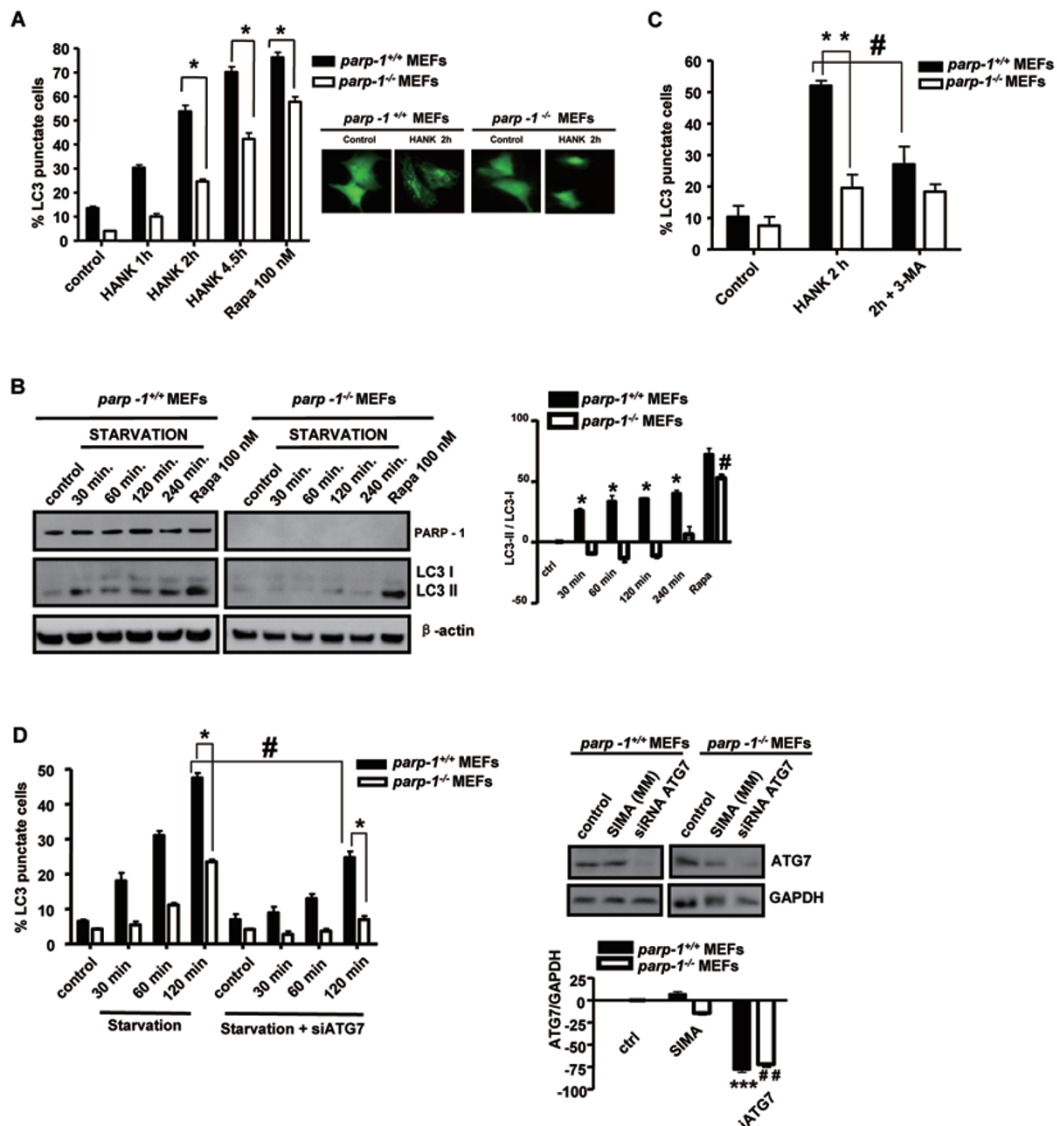 A
% LC3 punctate cells
80
70
60
50
40
30
20
10
0
* * *
parp-1+/+ MEFs
parp-1-/- MEFs
control
HANK 1h
HANK 2h
HANK 4.5h
Rapa 100 nM
parp -1 +/+ MEFs
parp -1 -/- MEFs
Control
HANK 2h
Control
HANK 2h
C
% LC3 punctate cells
60
50
40
30
20
10
0
* *
#
parp-1+/+ MEFs
parp-1-/- MEFs
Control
HANK 2 h
2h + 3-MA
B
parp -1+/+ MEFs
parp -1-/- MEFs
STARVATION
STARVATION
control
30 min.
60 min.
120 min.
240 min.
Rapa 100 nM
control
30 min.
60 min.
120 min.
240 min.
Rapa 100 nM
PARP - 1
LC3 I
LC3 II
β -actin
parp -1+/+ MEFs
parp-1-/- MEFs
LC3-II / LC3-I
100
50
0
-50
* * * *
#
ctrl
30 min
60 min
120 min
240 min
Rapa
D
% LC3 punctate cells
50
40
30
20
10
0
*
#
*
parp-1+/+ MEFs
parp-1-/- MEFs
control
30 min
60 min
120 min
control
30 min
60 min
120 min
Starvation
Starvation + siATG7
parp -1+/+ MEFs
parp -1-/- MEFs
control
SIMA (MM)
siRNA ATG7
control
SIMA (MM)
siRNA ATG7
ATG7
GAPDH
parp-1+/+ MEFs
parp-1-/- MEFs
ATG7/GAPDH
25
0
-25
-50
-75
-100
ctrl
SIMA
iATG7
***
##